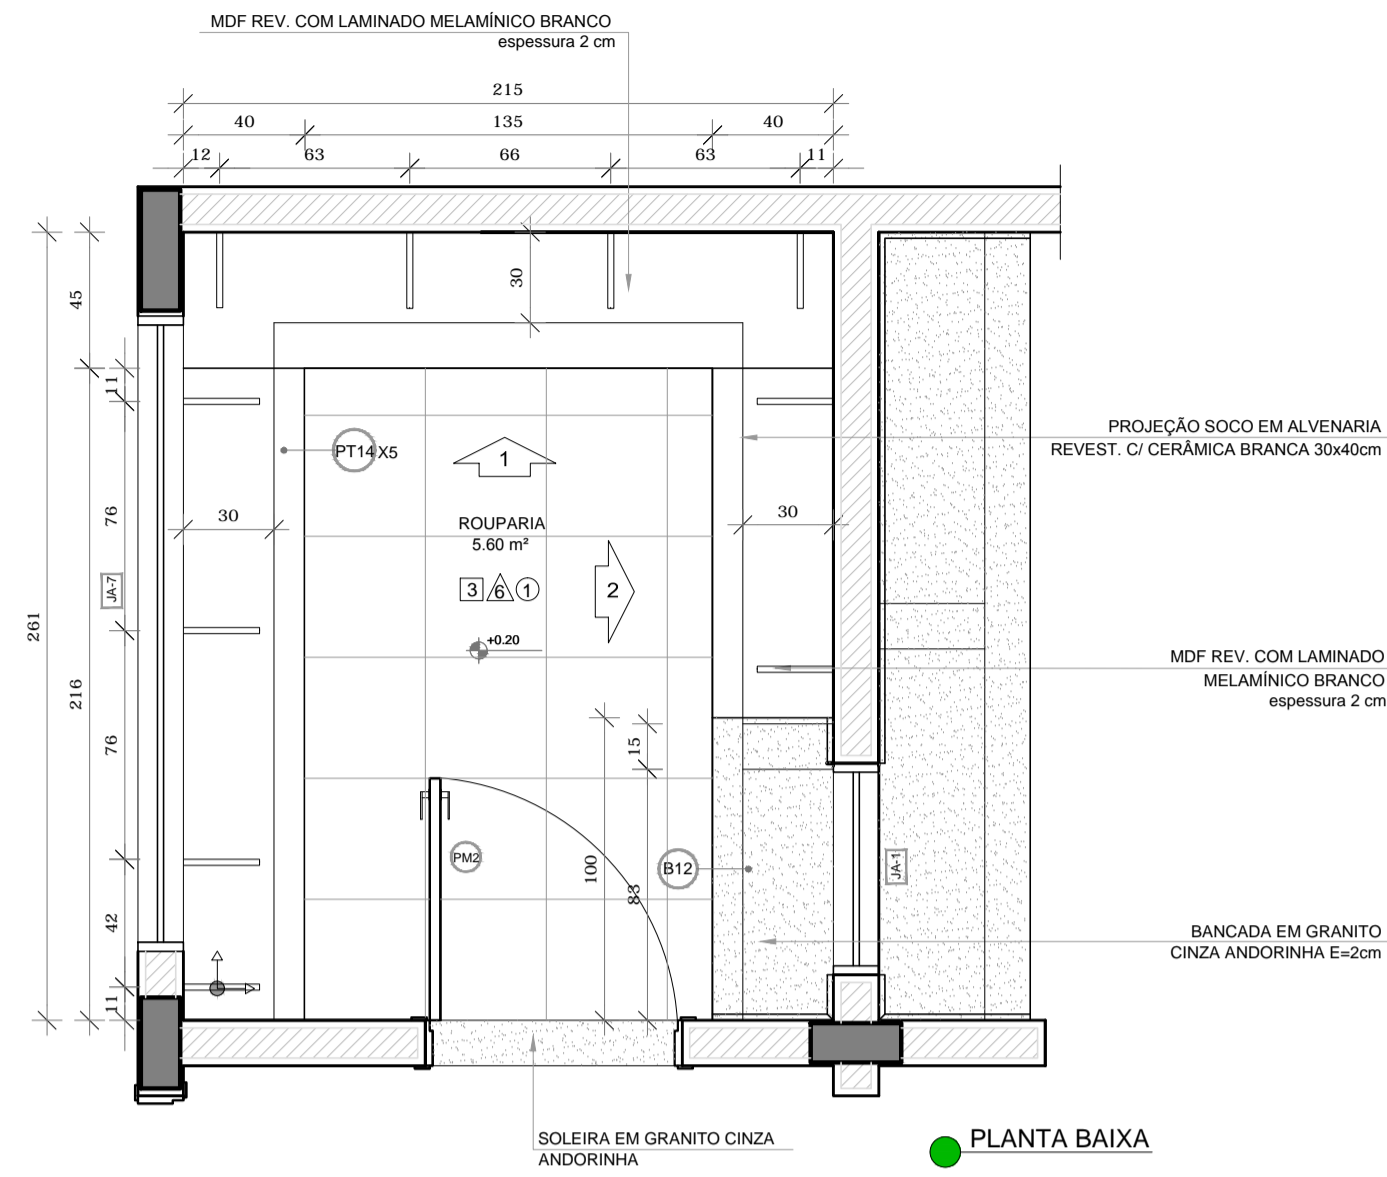 MDF REV. COM LAMINADO MELAMÍNICO BRANCO
espessura 2 cm
215
40 135 40
12 63 66 63 11
30
45
11
PT14 X5
1
PROJEÇÃO SOCO EM ALVENARIA
REVEST. C/ CERÂMICA BRANCA 30x40cm
76
30
30
ROUPARIA
5.60 m²
3 6 1
2
JA-7
261
+0.20
216
MDF REV. COM LAMINADO
MELAMÍNICO BRANCO
espessura 2 cm
76
15
PM2
100
83
B12
JA-1
42
BANCADA EM GRANITO
CINZA ANDORINHA E=2cm
11
SOLEIRA EM GRANITO CINZA
ANDORINHA
PLANTA BAIXA